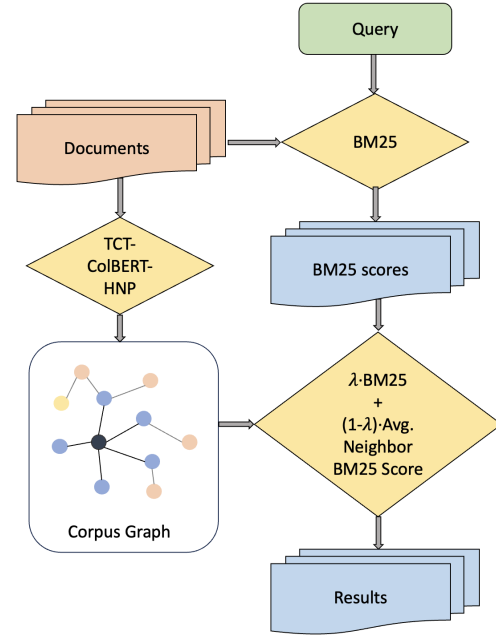 Query
Documents
BM25
TCT-
ColBERT-
HNP
BM25 scores
λ·BM25
+
(1-λ)·Avg.
Neighbor
BM25 Score
Corpus Graph
Results